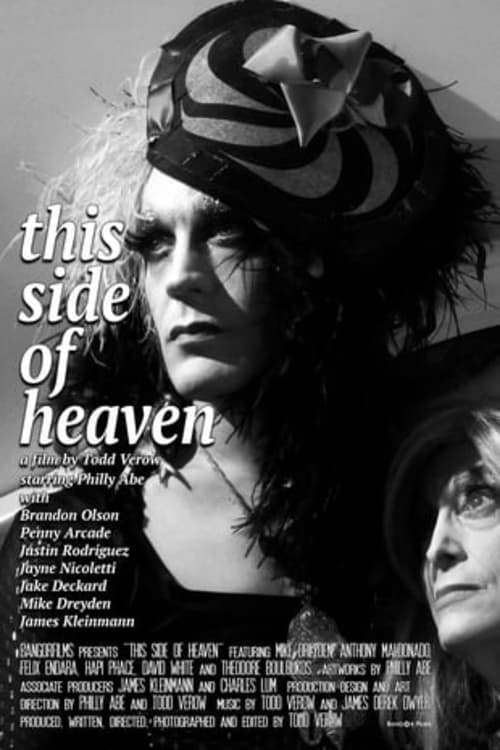 this
side
of
heaven
a film by Todd Verow
starring Philly Abe
with
Brandon Olson
Penny Arcade
Justin Rodriguez
Jayne Nicoletti
Jake Deckard
Mike Dreyden
James Kleinmann
BANGORFILMS PRESENTS "THIS SIDE OF HEAVEN" FEATURING MIKE DREYDEN, ANTHONY MALDONADO,
FELIX ENDARA, HAPI PHACE, DAVID WHITE AND THEODORE BOULOUKOS ARTWORKS BY PHILLY ABE
ASSOCIATE PRODUCERS JAMES KLEINMANN AND CHARLES LUM PRODUCTION DESIGN AND ART
DIRECTION BY PHILLY ABE AND TODD VEROW MUSIC BY TODD VEROW AND JAMES DEREK DWYER
PRODUCED, WRITTEN, DIRECTED, PHOTOGRAPHED AND EDITED BY TODD VEROW